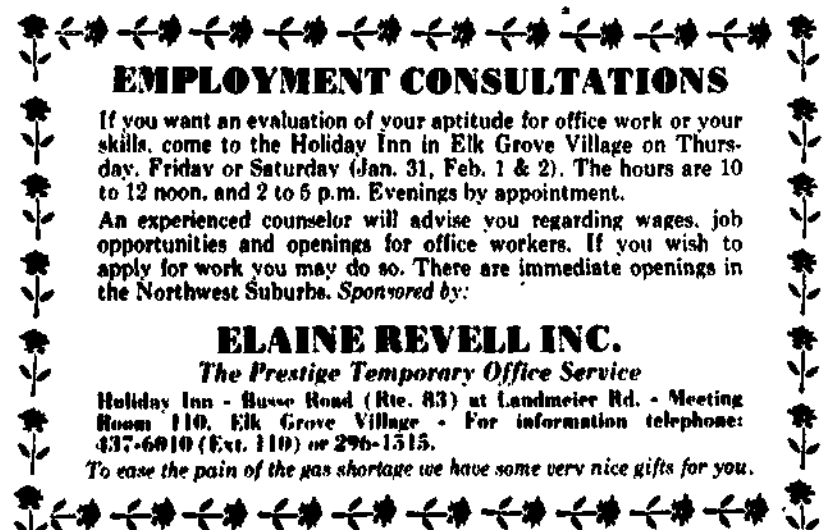 EMPLOYMENT CONSULTATIONS
If you want an evaluation of your aptitude for office work or your
skills, come to the Holiday Inn in Elk Grove Village on Thurs-
day, Friday or Saturday (Jan. 31, Feb. 1 & 2). The hours are 10
to 12 noon, and 2 to 5 p.m. Evenings by appointment.
An experienced counselor will advise you regarding wages, job
opportunities and openings for office workers. If you wish to
apply for work you may do so. There are immediate openings in
the Northwest Suburbs. Sponsored by:
ELAINE REVELL INC.
The Prestige Temporary Office Service
Holiday Inn - Busse Road (Rte. 83) at Landmeier Rd. - Meeting
Room 110, Elk Grove Village - For information telephone:
437-6010 (Ext. 110) or 296-1515.
To ease the pain of the gas shortage we have some very nice gifts for you.